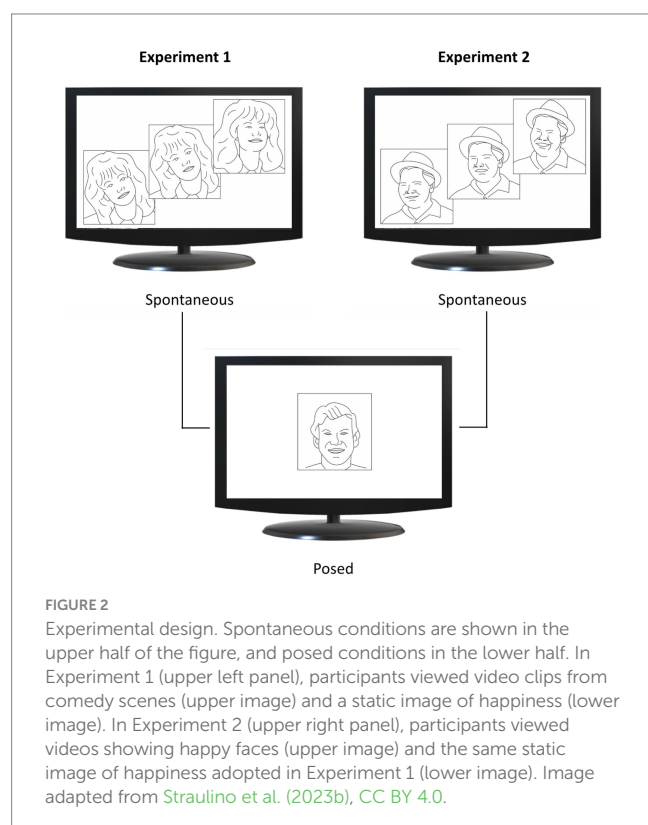 Experiment 1
Experiment 2
Spontaneous
Spontaneous
Posed
FIGURE 2
Experimental design. Spontaneous conditions are shown in the
upper half of the figure, and posed conditions in the lower half. In
Experiment 1 (upper left panel), participants viewed video clips from
comedy scenes (upper image) and a static image of happiness (lower
image). In Experiment 2 (upper right panel), participants viewed
videos showing happy faces (upper image) and the same static
image of happiness adopted in Experiment 1 (lower image). Image
adapted from Straulino et al. (2023b), CC BY 4.0.